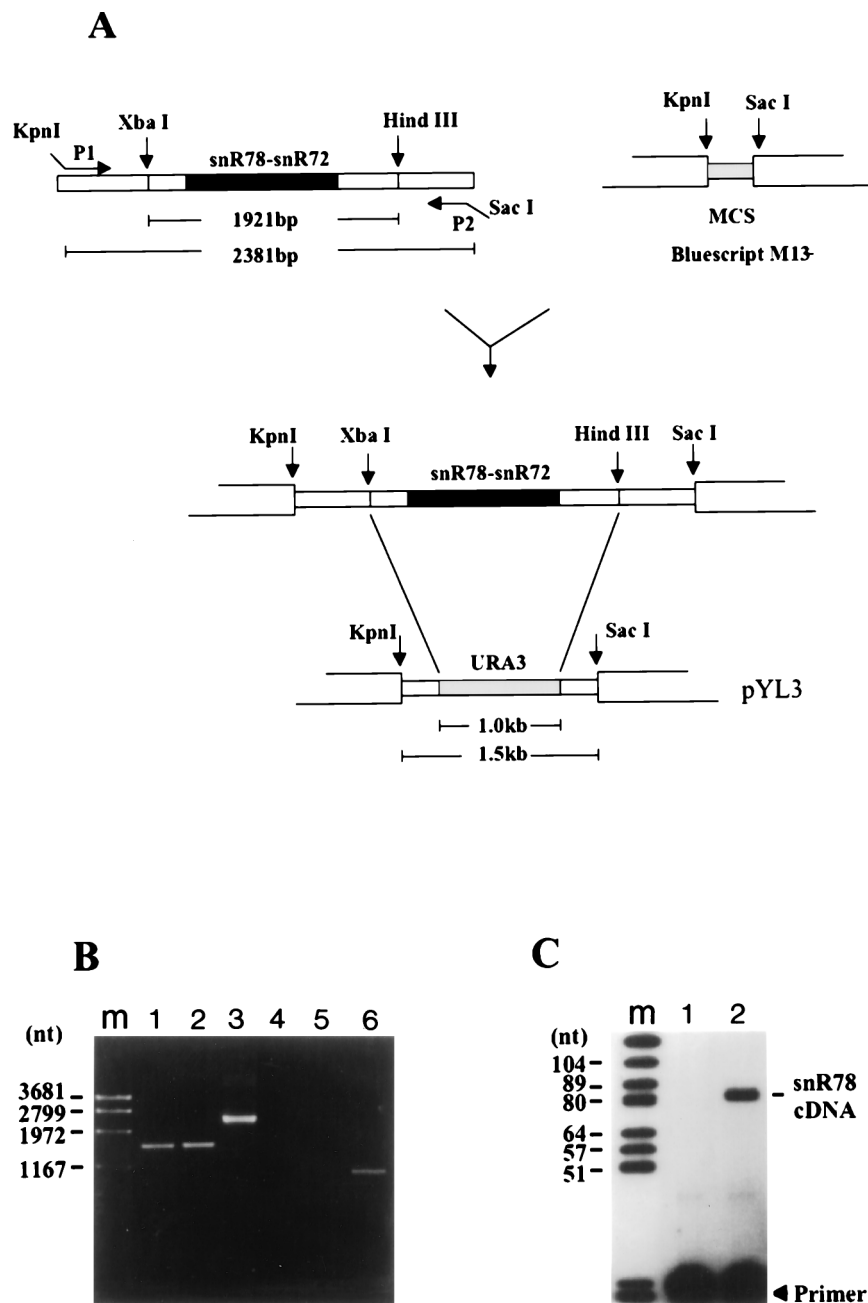 A
KpnI
P1
Xba I
snR78-snR72
Hind III
P2
Sac I
1921bp
2381bp
KpnI
Sac I
MCS
Bluescript M13-
KpnI
Xba I
snR78-snR72
Hind III
Sac I
KpnI
URA3
Sac I
pYL3
1.0kb
1.5kb
B
(nt)
m 1 2 3 4 5 6
3681
2799
1972
1167
C
(nt)
m 1 2
104
89
80
64
57
51
snR78
cDNA
Primer